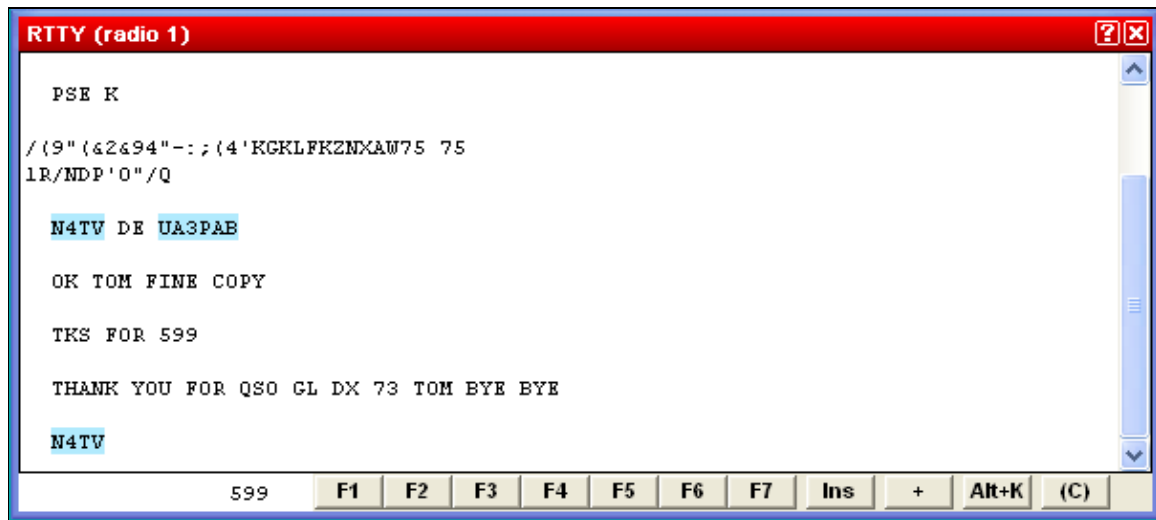 RTTY (radio 1)
PSE K
/(9"(&2&94"-:;(4'KGKLFKZNXAW75 75
1R/NDP'O"/Q
N4TV DE UA3PAB
OK TOM FINE COPY
TKS FOR 599
THANK YOU FOR QSO GL DX 73 TOM BYE BYE
N4TV
599 F1 F2 F3 F4 F5 F6 F7 Ins + Alt+K (C)